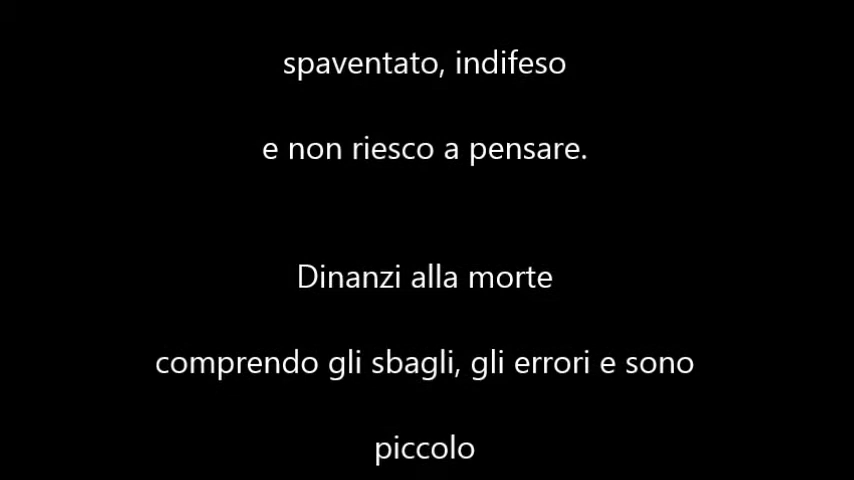 spaventato, indifeso
e non riesco a pensare.
Dinanzi alla morte
comprendo gli sbagli, gli errori e sono
piccolo